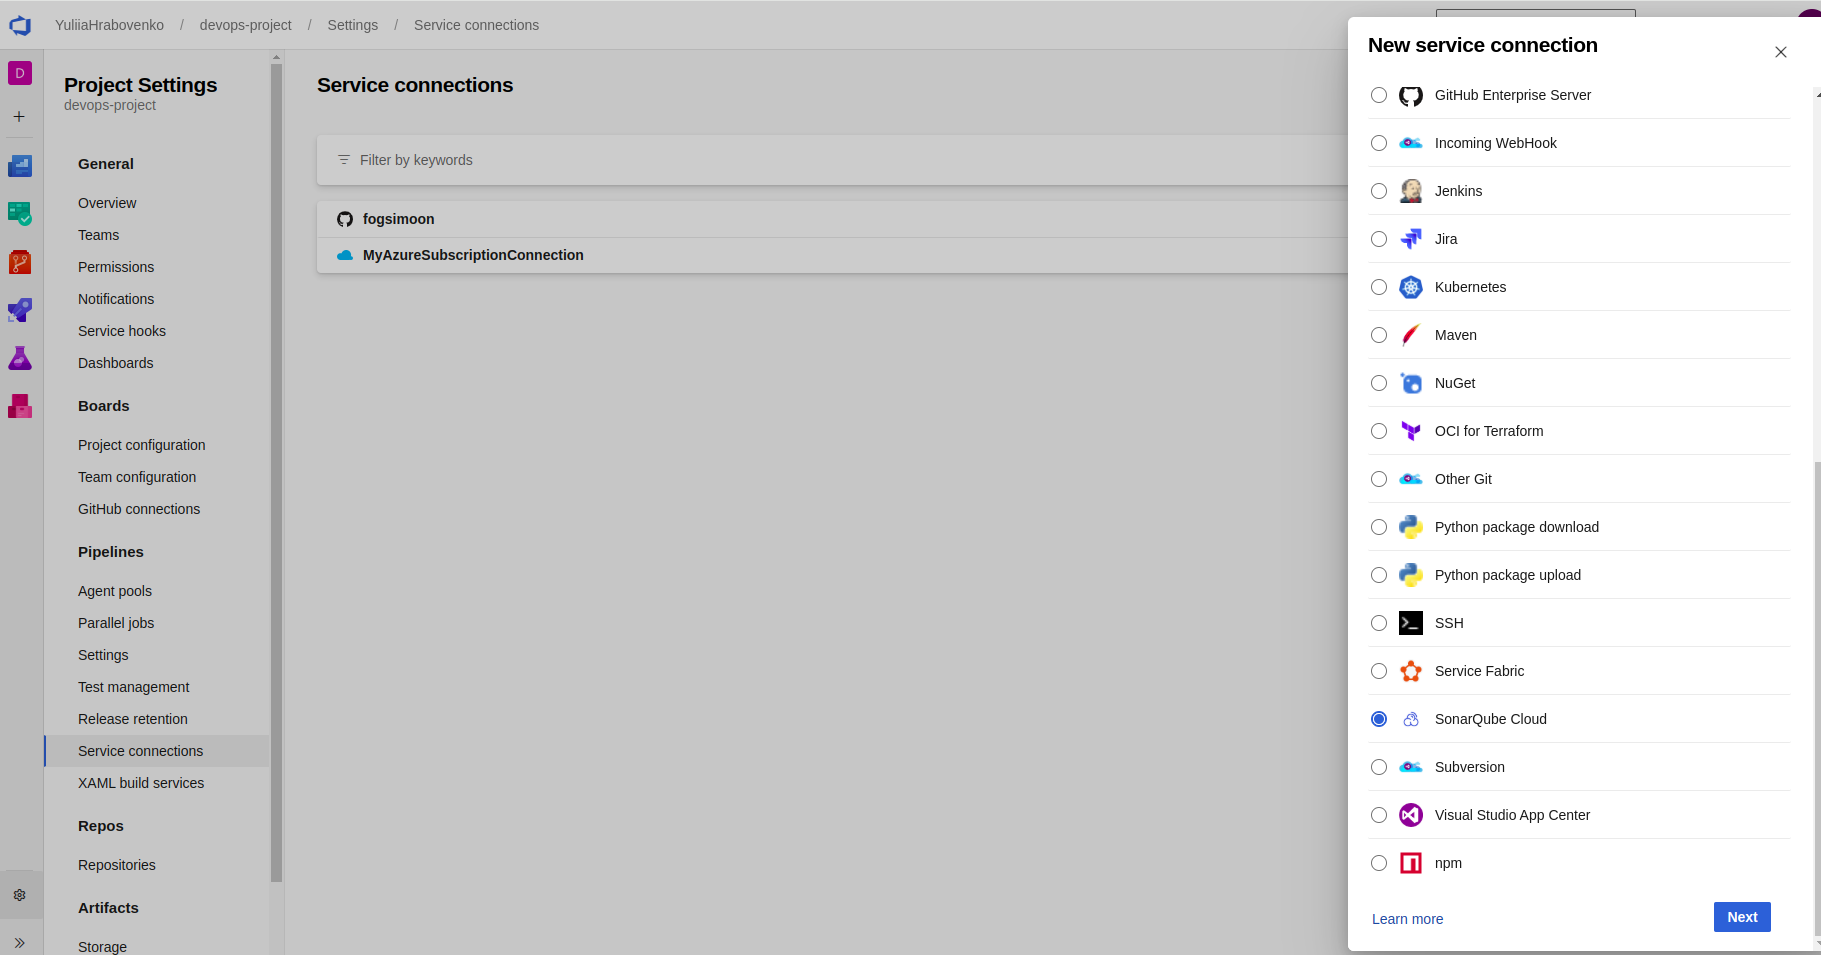 YuliiaHrabovenko / devops-project / Settings / Service connections
D
Project Settings
devops-project
General
Overview
Teams
Permissions
Notifications
Service hooks
Dashboards
Boards
Project configuration
Team configuration
GitHub connections
Pipelines
Agent pools
Parallel jobs
Settings
Test management
Release retention
Service connections
XAML build services
Repos
Repositories
Artifacts
Storage
Service connections
Filter by keywords
fogsimoon
MyAzureSubscriptionConnection
New service connection
GitHub Enterprise Server
Incoming WebHook
Jenkins
Jira
Kubernetes
Maven
NuGet
OCI for Terraform
Other Git
Python package download
Python package upload
SSH
Service Fabric
SonarQube Cloud
Subversion
Visual Studio App Center
npm
Learn more
Next